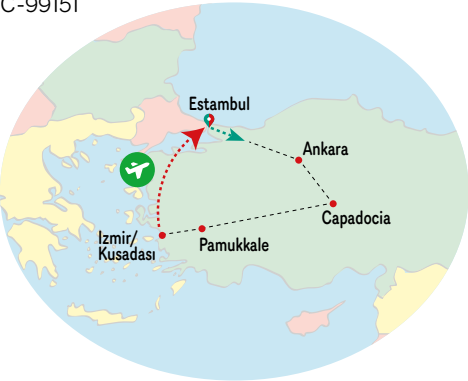 C-99151
Estambul
Ankara
Capadocia
Pamukkale
Izmir/
Kusadası